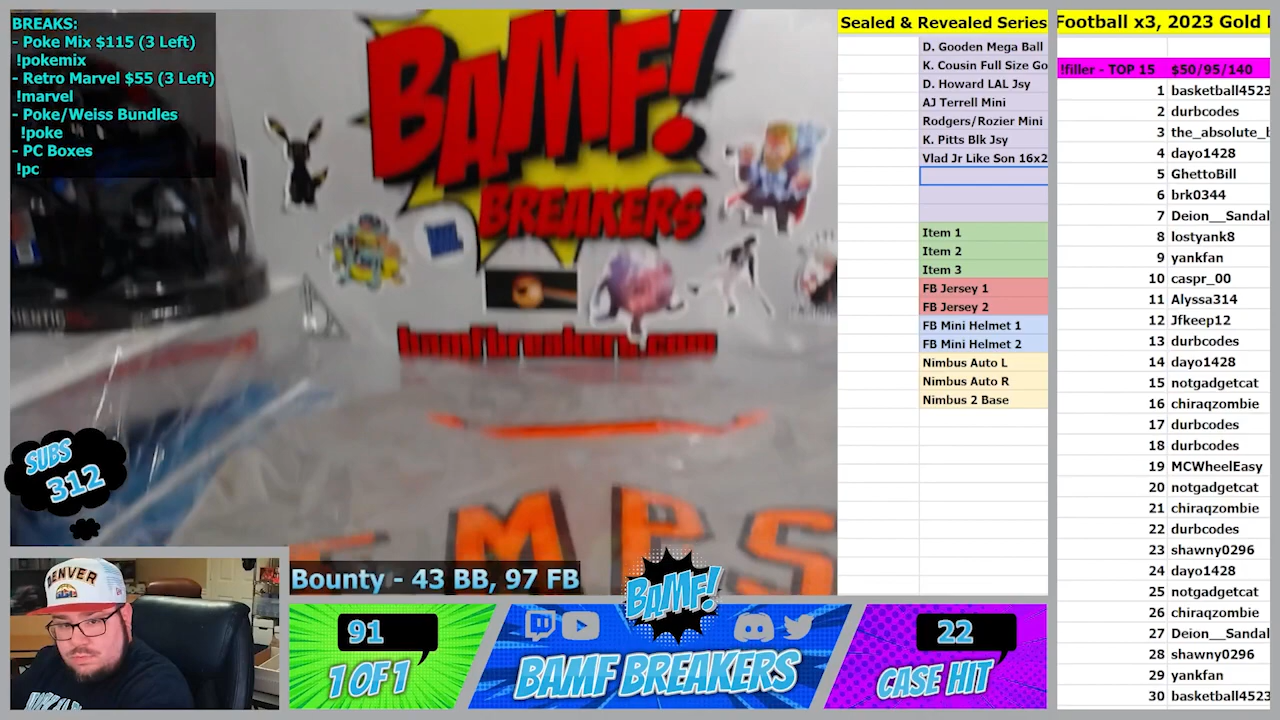 BREAKS:
- Poke Mix $115 (3 Left)
!pokemix
- Retro Marvel $55 (3 Left)
!marvel
- Poke/Weiss Bundles
!poke
- PC Boxes
!pc
BAMF!
BREAKERS
bamfbreakers.com
MPS
SUBS
312
DENVER
Bounty - 43 BB, 97 FB
BAMF!
91
1 OF 1
BAMF BREAKERS
22
CASE HIT
Sealed & Revealed Series
D. Gooden Mega Ball
K. Cousin Full Size Go
D. Howard LAL Jsy
AJ Terrell Mini
Rodgers/Rozier Mini
K. Pitts Blk Jsy
Vlad Jr Like Son 16x2
Item 1
Item 2
Item 3
FB Jersey 1
FB Jersey 2
FB Mini Helmet 1
FB Mini Helmet 2
Nimbus Auto L
Nimbus Auto R
Nimbus 2 Base
Football x3, 2023 Gold
!filler - TOP 15 $50/95/140
1 basketball4523
2 durbcodes
3 the_absolute_b
4 dayo1428
5 GhettoBill
6 brk0344
7 Deion__Sandal
8 lostyank8
9 yankfan
10 caspr_00
11 Alyssa314
12 Jfkeep12
13 durbcodes
14 dayo1428
15 notgadgetcat
16 chiraqzombie
17 durbcodes
18 durbcodes
19 MCWheelEasy
20 notgadgetcat
21 chiraqzombie
22 durbcodes
23 shawny0296
24 dayo1428
25 notgadgetcat
26 chiraqzombie
27 Deion__Sandal
28 shawny0296
29 yankfan
30 basketball4523